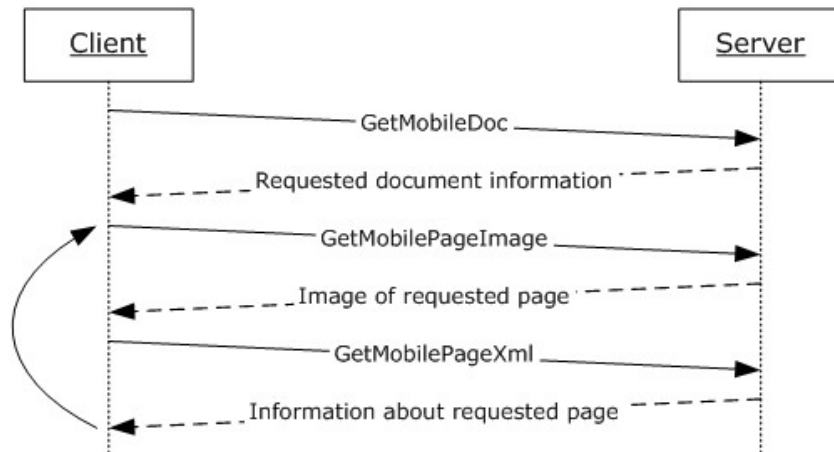 Client
Server
GetMobileDoc
Requested document information
GetMobilePageImage
Image of requested page
GetMobilePageXml
Information about requested page